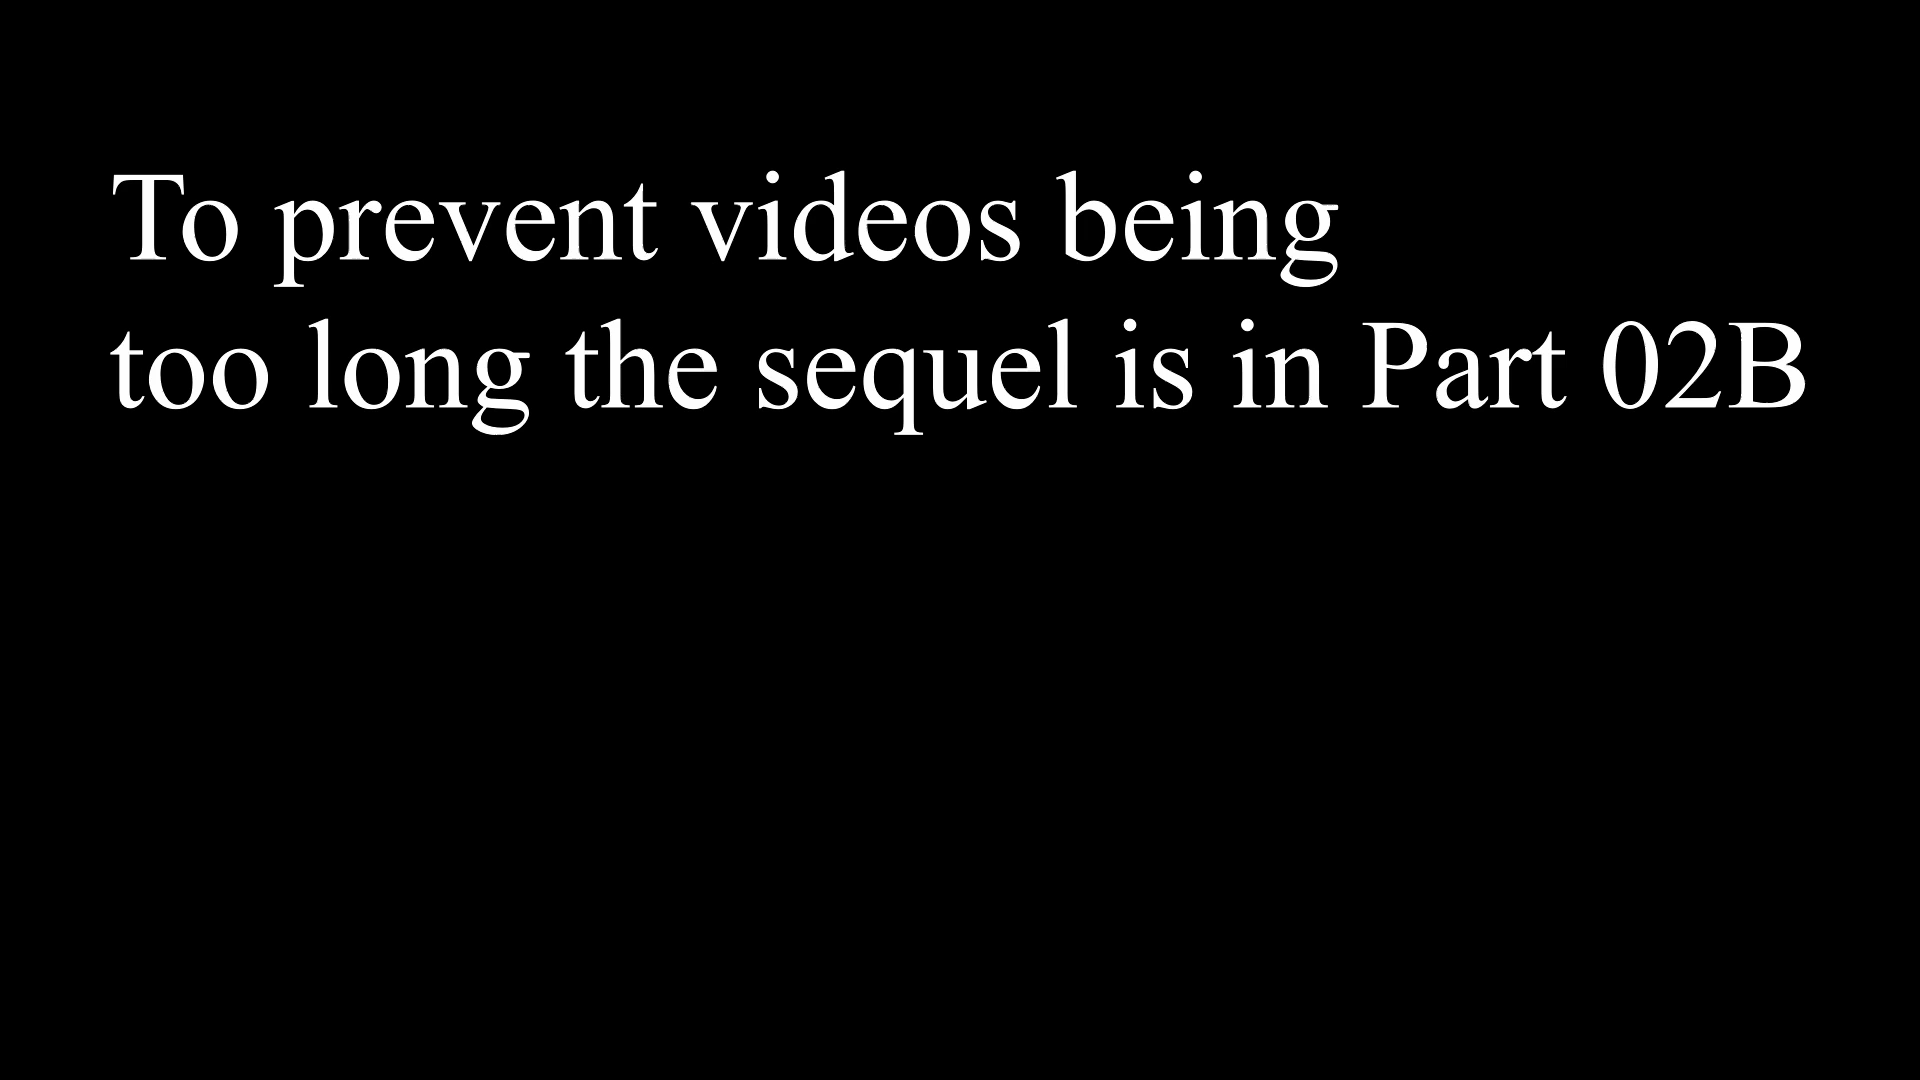 To prevent videos being
too long the sequel is in Part 02B